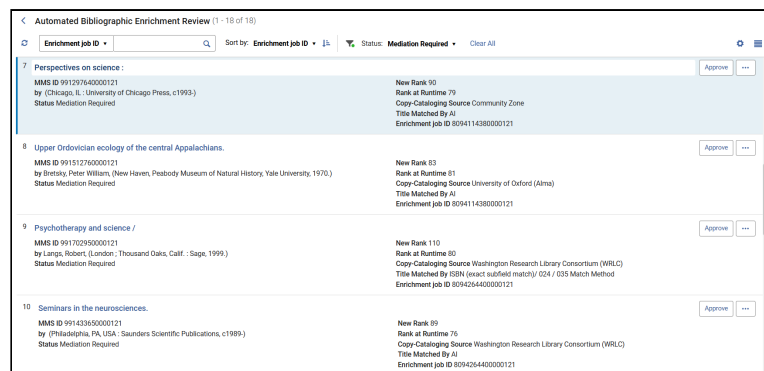 Automated Bibliographic Enrichment Review (1 - 18 of 18)
Enrichment job ID Sort by: Enrichment job ID Status: Mediation Required Clear All
7 Perspectives on science : Approve ...
MMS ID 991297640000121 New Rank 90
by (Chicago, IL : University of Chicago Press, c1993-) Rank at Runtime 79
Status Mediation Required Copy-Cataloging Source Community Zone
Title Matched By AI
Enrichment job ID 8094114380000121
8 Upper Ordovician ecology of the central Appalachians. Approve ...
MMS ID 991512760000121 New Rank 83
by Bretsky, Peter William, (New Haven, Peabody Museum of Natural History, Yale University, 1970.) Rank at Runtime 81
Status Mediation Required Copy-Cataloging Source University of Oxford (Alma)
Title Matched By AI
Enrichment job ID 8094114380000121
9 Psychotherapy and science / Approve ...
MMS ID 991702950000121 New Rank 110
by Langs, Robert, (London ; Thousand Oaks, Calif. : Sage, 1999.) Rank at Runtime 80
Status Mediation Required Copy-Cataloging Source Washington Research Library Consortium (WRLC)
Title Matched By ISBN (exact subfield match)/ 024 / 035 Match Method
Enrichment job ID 8094264400000121
10 Seminars in the neurosciences. Approve ...
MMS ID 991433650000121 New Rank 89
by (Philadelphia, PA, USA : Saunders Scientific Publications, c1989-) Rank at Runtime 76
Status Mediation Required Copy-Cataloging Source Washington Research Library Consortium (WRLC)
Title Matched By AI
Enrichment job ID 8094264400000121